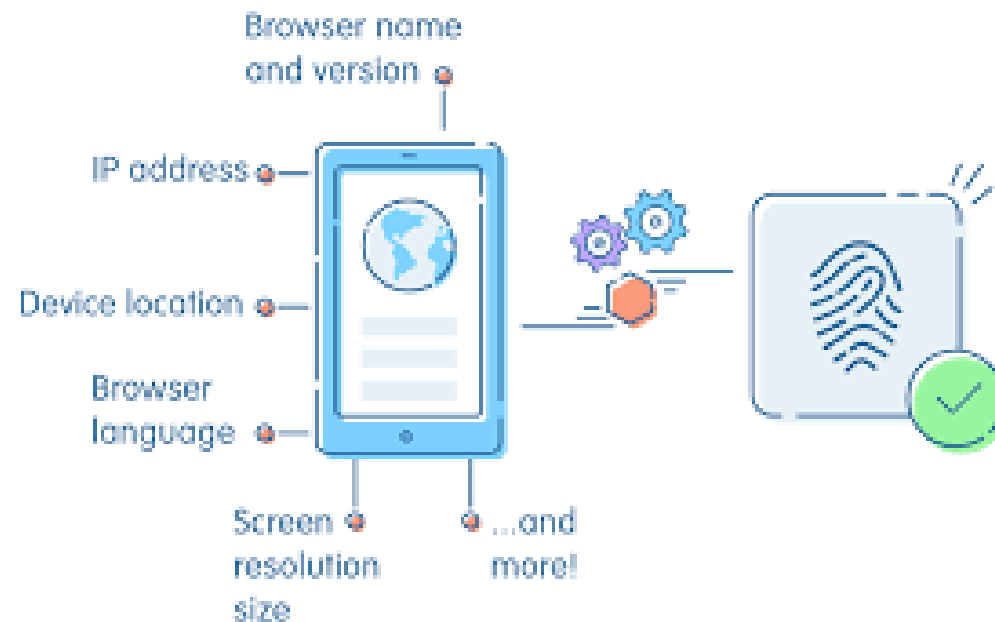 Browser name
and version
IP address
Device location
Browser
language
Screen
resolution
size
...and
more!